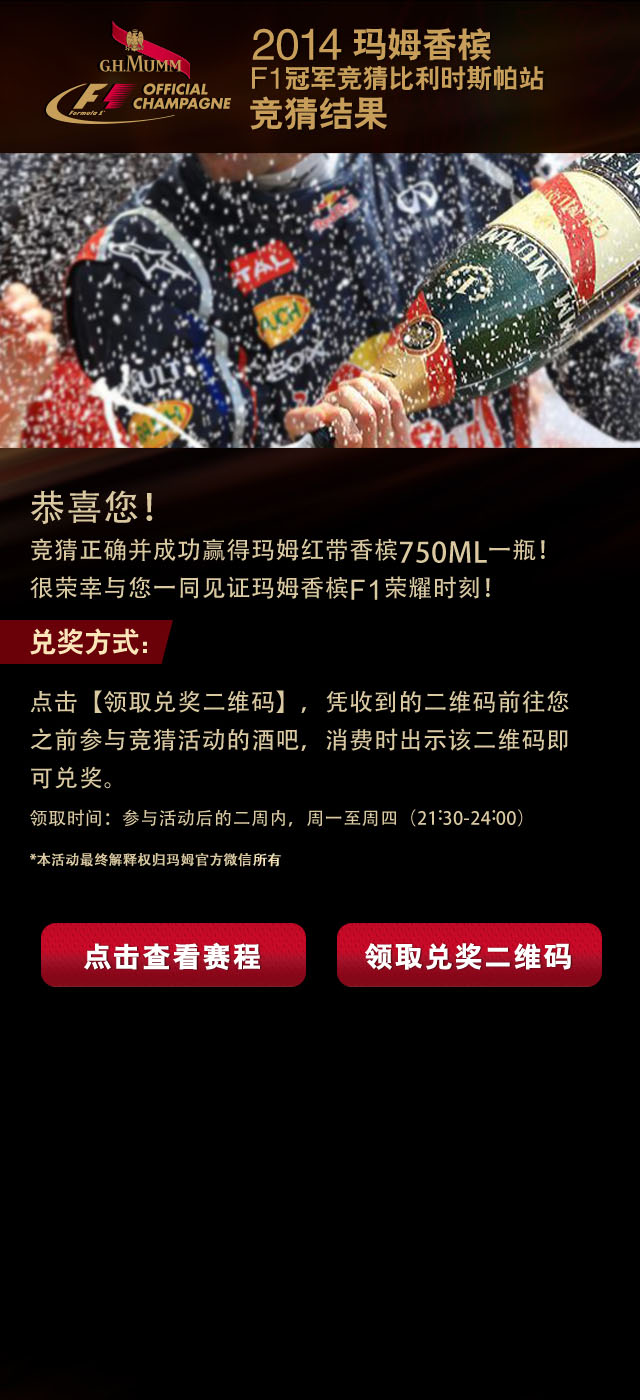 G.H.MUMM
2014 玛姆香槟
F1冠军竞猜比利时斯帕站
竞猜结果
F1 OFFICIAL
CHAMPAGNE
Formula 1
Red Bull
INFINITI
MUMM
恭喜您！
竞猜正确并成功赢得玛姆红带香槟750ML一瓶！
很荣幸与您一同见证玛姆香槟F1荣耀时刻！
兑奖方式：
点击【领取兑奖二维码】，凭收到的二维码前往您
之前参与竞猜活动的酒吧，消费时出示该二维码即
可兑奖。
领取时间：参与活动后的二周内，周一至周四（21:30-24:00）
*本活动最终解释权归玛姆官方微信所有
点击查看赛程
领取兑奖二维码